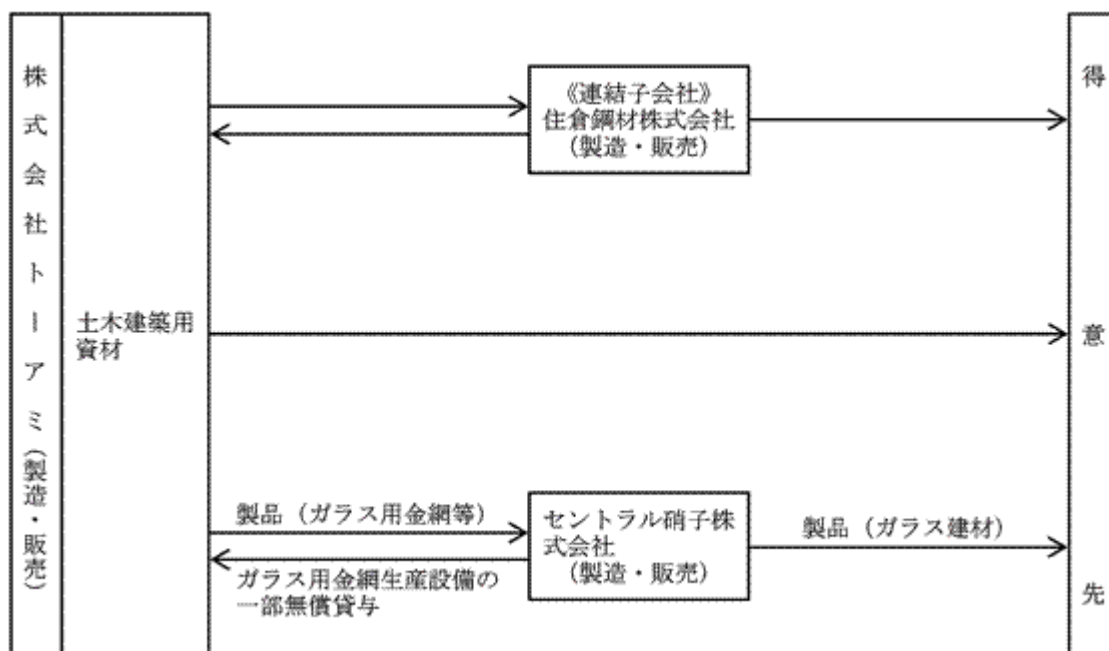 株式会社トーアミ(製造・販売)
土木建築用
資材
《連結子会社》
住倉鋼材株式会社
(製造・販売)
製品(ガラス用金網等)
ガラス用金網生産設備の
一部無償貸与
セントラル硝子株
式会社
(製造・販売)
製品(ガラス建材)
得意先